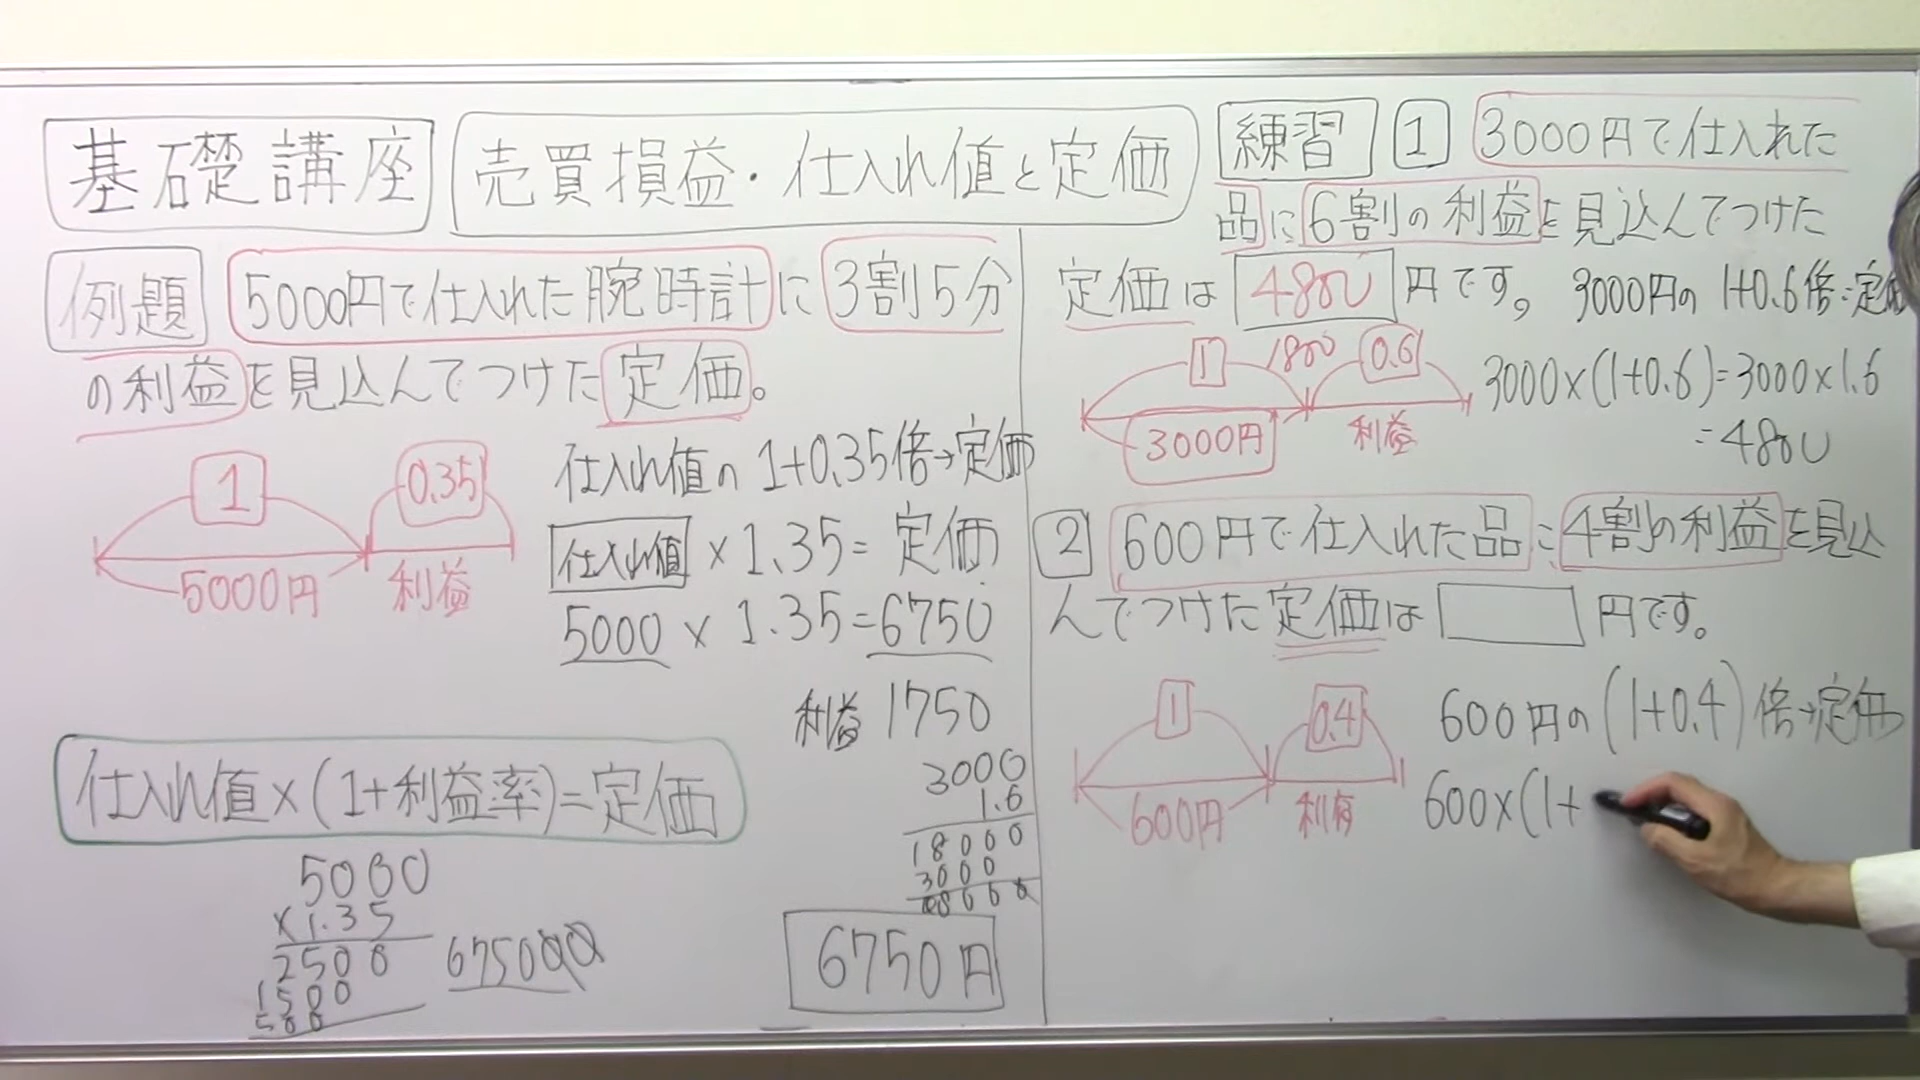 基礎講座 売買損益・仕入れ値と定価
例題 5000円で仕入れた腕時計に3割5分
の利益を見込んでつけた定価。
1 0.35
5000円 利益
仕入れ値の 1+0.35倍→定価
仕入れ値 × 1.35 = 定価
5000 × 1.35 = 6750
利益 1750
仕入れ値×(1+利益率)=定価
5000
×1.35
2500 0
1500 0
500 0
675000
3000
1.6
18000
3000
6750円
練習 1 3000円で仕入れた
品に6割の利益を見込んでつけた
定価は 4800 円です。 3000円の 1+0.6倍→定価
1 1800 0.6
3000円 利益
3000×(1+0.6)=3000×1.6
=4800
2 600円で仕入れた品に4割の利益を見込
んでつけた定価は 円です。
1 0.4
600円 利益
600円の(1+0.4)倍→定価
600×(1+